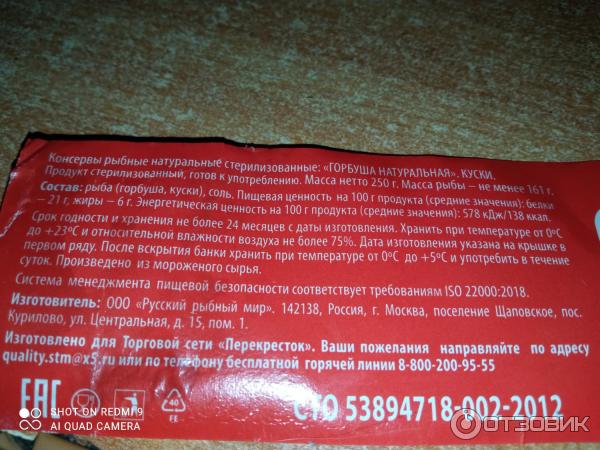 Консервы рыбные натуральные стерилизованные: «ГОРБУША НАТУРАЛЬНАЯ». КУСКИ.
Продукт стерилизованный, готов к употреблению. Масса нетто 250 г. Масса рыбы – не менее 161 г.
Состав: рыба (горбуша, куски), соль. Пищевая ценность на 100 г продукта (средние значения): белки
– 21 г, жиры – 6 г. Энергетическая ценность на 100 г продукта (средние значения): 578 кДж/138 ккал.
Срок годности и хранения не более 24 месяцев с даты изготовления. Хранить при температуре от 0°С
до +23°С и относительной влажности воздуха не более 75%. Дата изготовления указана на крышке в
первом ряду. После вскрытия банки хранить при температуре от 0°С до +5°С и употребить в течение
суток. Произведено из мороженого сырья.
Система менеджмента пищевой безопасности соответствует требованиям ISO 22000:2018.
Изготовитель: ООО «Русский рыбный мир». 142138, Россия, г. Москва, поселение Щаповское, пос.
Курилово, ул. Центральная, д. 15, пом. 1.
Изготовлено для Торговой сети «Перекресток». Ваши пожелания направляйте по адресу
quality.stm@x5.ru или по телефону бесплатной горячей линии 8-800-200-95-55
EAC
40
FE
СТО 53894718-002-2012
SHOT ON REDMI 9
AI QUAD CAMERA
ОТЗОВИК